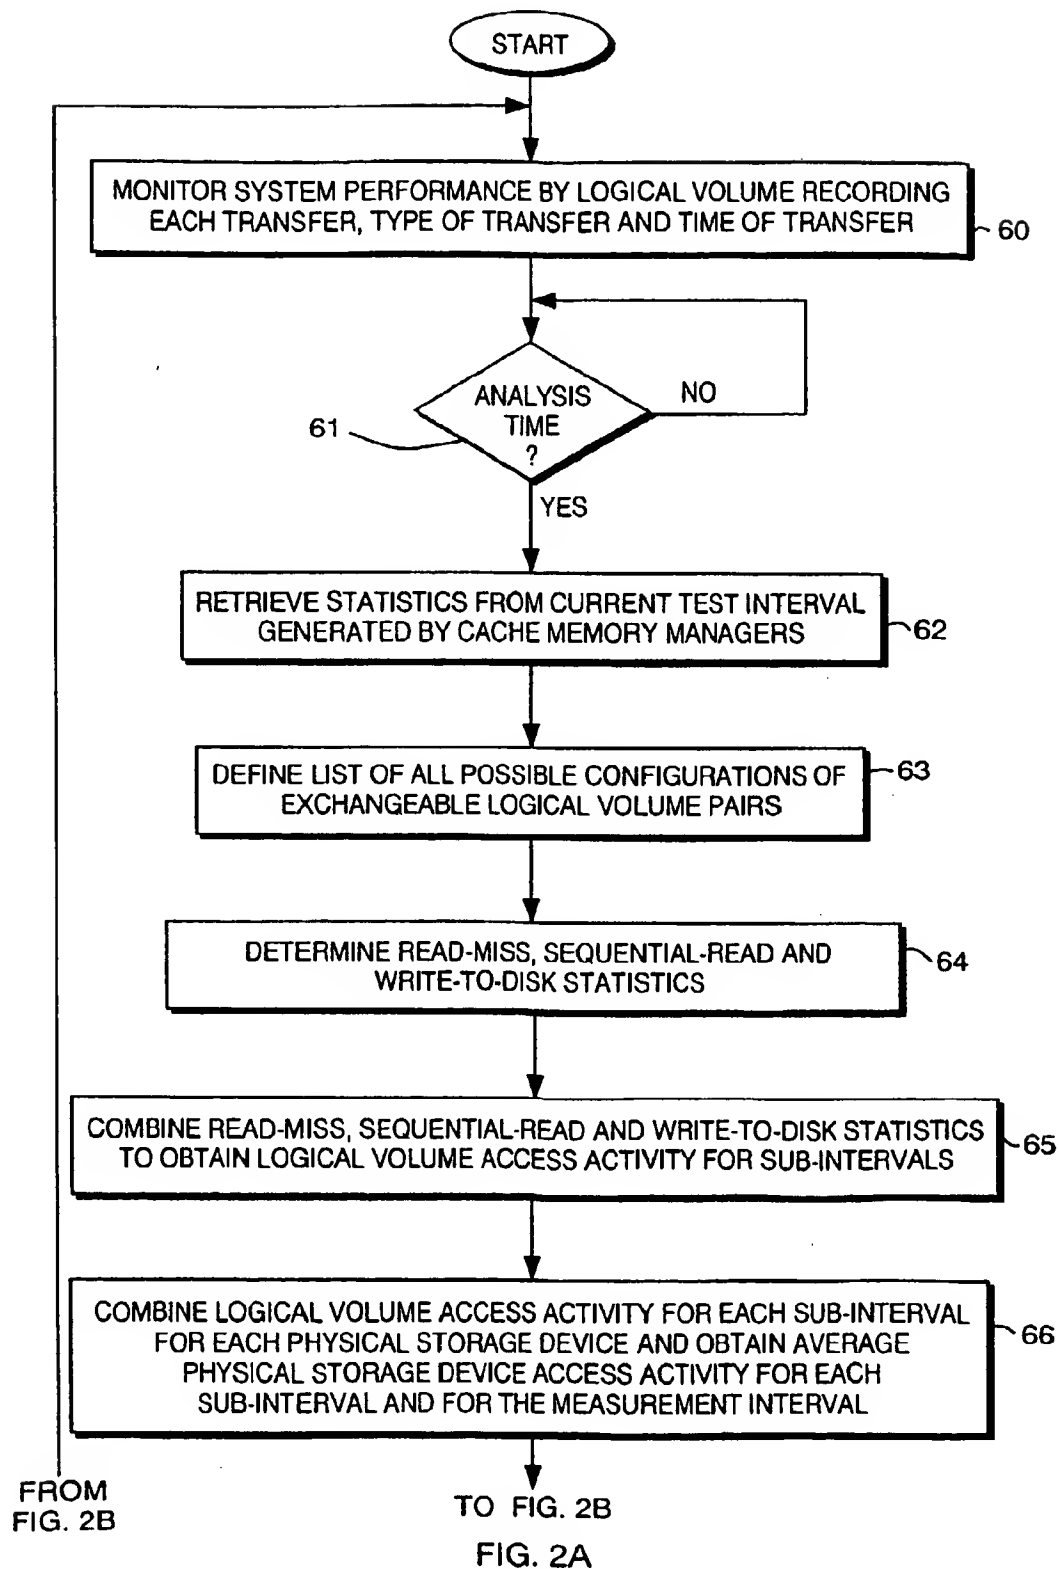 START
MONITOR SYSTEM PERFORMANCE BY LOGICAL VOLUME RECORDING
EACH TRANSFER, TYPE OF TRANSFER AND TIME OF TRANSFER
60
ANALYSIS
TIME
?
NO
61
YES
RETRIEVE STATISTICS FROM CURRENT TEST INTERVAL
GENERATED BY CACHE MEMORY MANAGERS
62
DEFINE LIST OF ALL POSSIBLE CONFIGURATIONS OF
EXCHANGEABLE LOGICAL VOLUME PAIRS
63
DETERMINE READ-MISS, SEQUENTIAL-READ AND
WRITE-TO-DISK STATISTICS
64
COMBINE READ-MISS, SEQUENTIAL-READ AND WRITE-TO-DISK STATISTICS
TO OBTAIN LOGICAL VOLUME ACCESS ACTIVITY FOR SUB-INTERVALS
65
COMBINE LOGICAL VOLUME ACCESS ACTIVITY FOR EACH SUB-INTERVAL
FOR EACH PHYSICAL STORAGE DEVICE AND OBTAIN AVERAGE
PHYSICAL STORAGE DEVICE ACCESS ACTIVITY FOR EACH
SUB-INTERVAL AND FOR THE MEASUREMENT INTERVAL
66
FROM
FIG. 2B
TO FIG. 2B
FIG. 2A